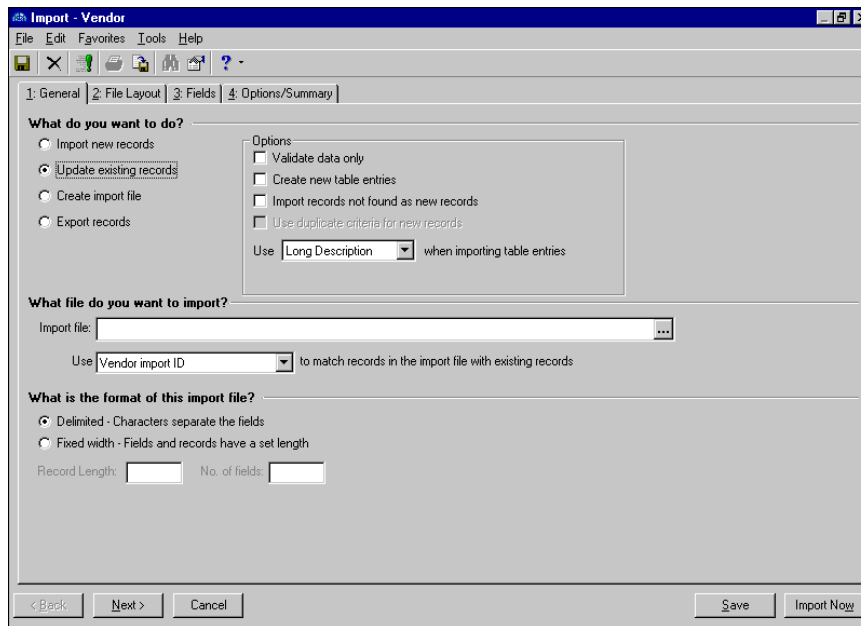 Import - Vendor
File Edit Favorites Tools Help
1: General 2: File Layout 3: Fields 4: Options/Summary
What do you want to do?
Import new records
Update existing records
Create import file
Export records
Options
Validate data only
Create new table entries
Import records not found as new records
Use duplicate criteria for new records
Use Long Description when importing table entries
What file do you want to import?
Import file: ...
Use Vendor import ID to match records in the import file with existing records
What is the format of this import file?
Delimited - Characters separate the fields
Fixed width - Fields and records have a set length
Record Length: No. of fields:
< Back Next > Cancel Save Import Now